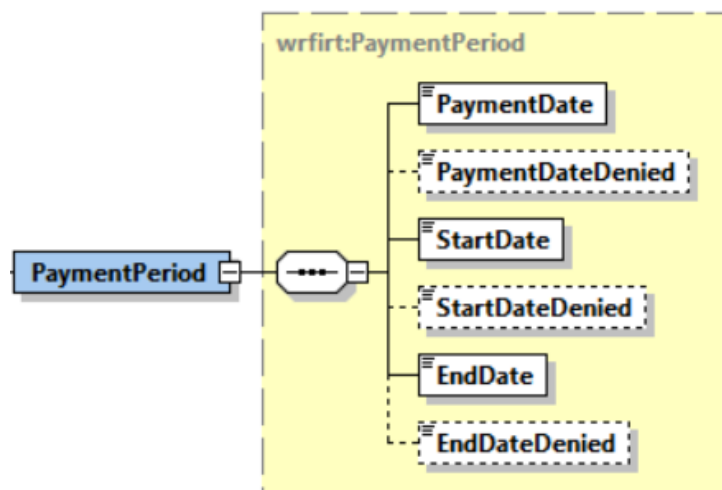 wrfirt:PaymentPeriod
PaymentDate
PaymentDateDenied
StartDate
PaymentPeriod
StartDateDenied
EndDate
EndDateDenied